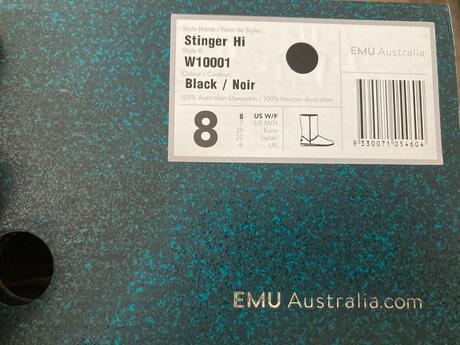 Style Name / Nom de Style:
Stinger Hi
Style #:
W10001
Colour / Couleur:
Black / Noir
100% Australian Sheepskin / 100% Mouton Australien
8
8 US W/F
7 US M/H
39 Euro
25 Japan
6 UK
EMU Australia
9 330071 054604
EMU Australia.com